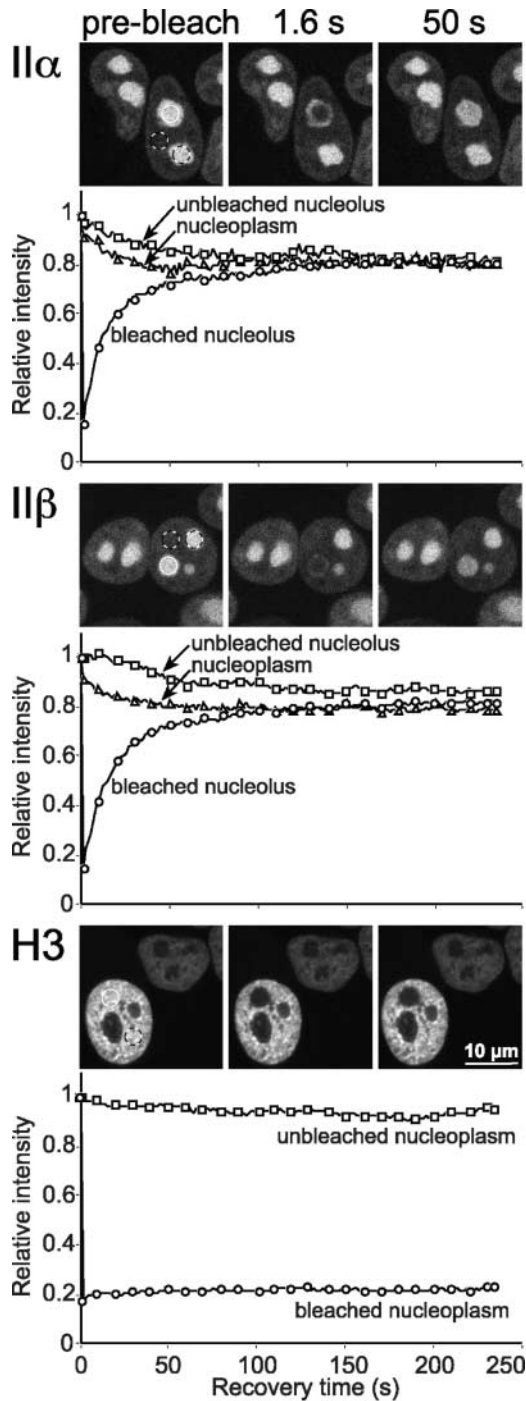 pre-bleach 1.6 s 50 s
IIα
unbleached nucleolus
nucleoplasm
bleached nucleolus
Relative intensity
1
0.8
0.6
0.4
0.2
0
IIβ
unbleached nucleolus
nucleoplasm
bleached nucleolus
Relative intensity
1
0.8
0.6
0.4
0.2
0
H3
10 µm
unbleached nucleoplasm
bleached nucleoplasm
Relative intensity
1
0.8
0.6
0.4
0.2
0
0 50 100 150 200 250
Recovery time (s)